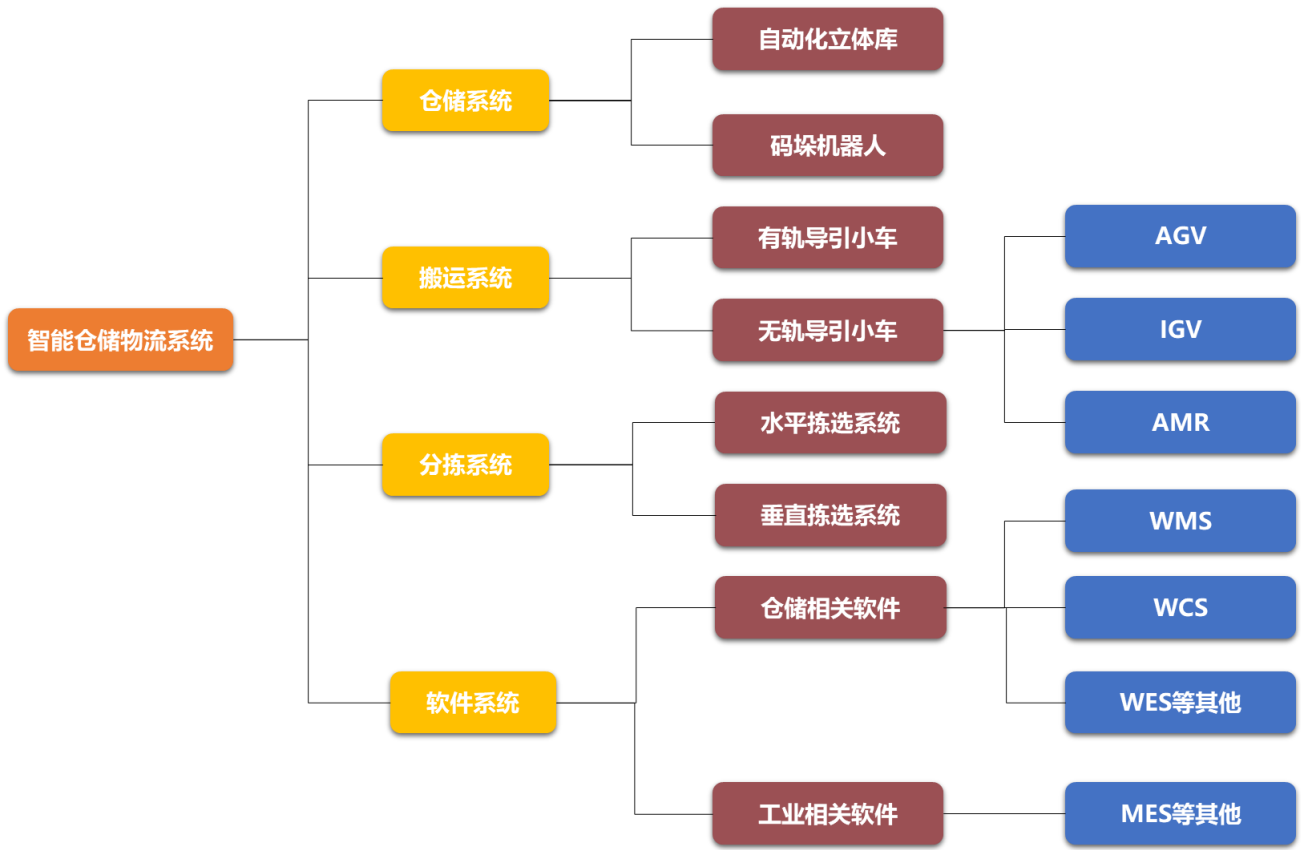 智能仓储物流系统
仓储系统
自动化立体库
码垛机器人
搬运系统
有轨导引小车
无轨导引小车
AGV
IGV
AMR
分拣系统
水平拣选系统
垂直拣选系统
软件系统
仓储相关软件
WMS
WCS
WES等其他
工业相关软件
MES等其他